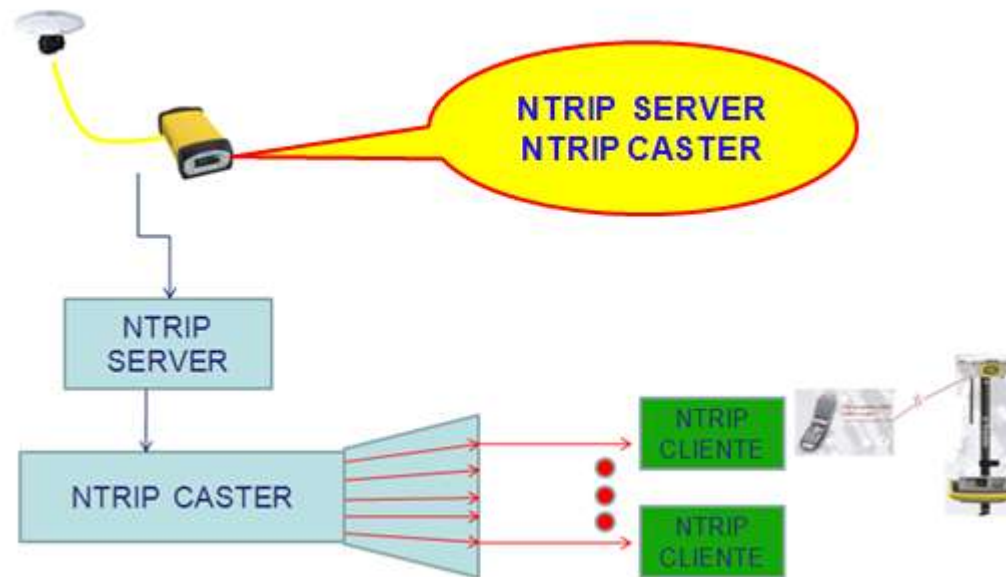 NTRIP SERVER
NTRIP CASTER
NTRIP
SERVER
NTRIP CASTER
NTRIP
CLIENTE
NTRIP
CLIENTE